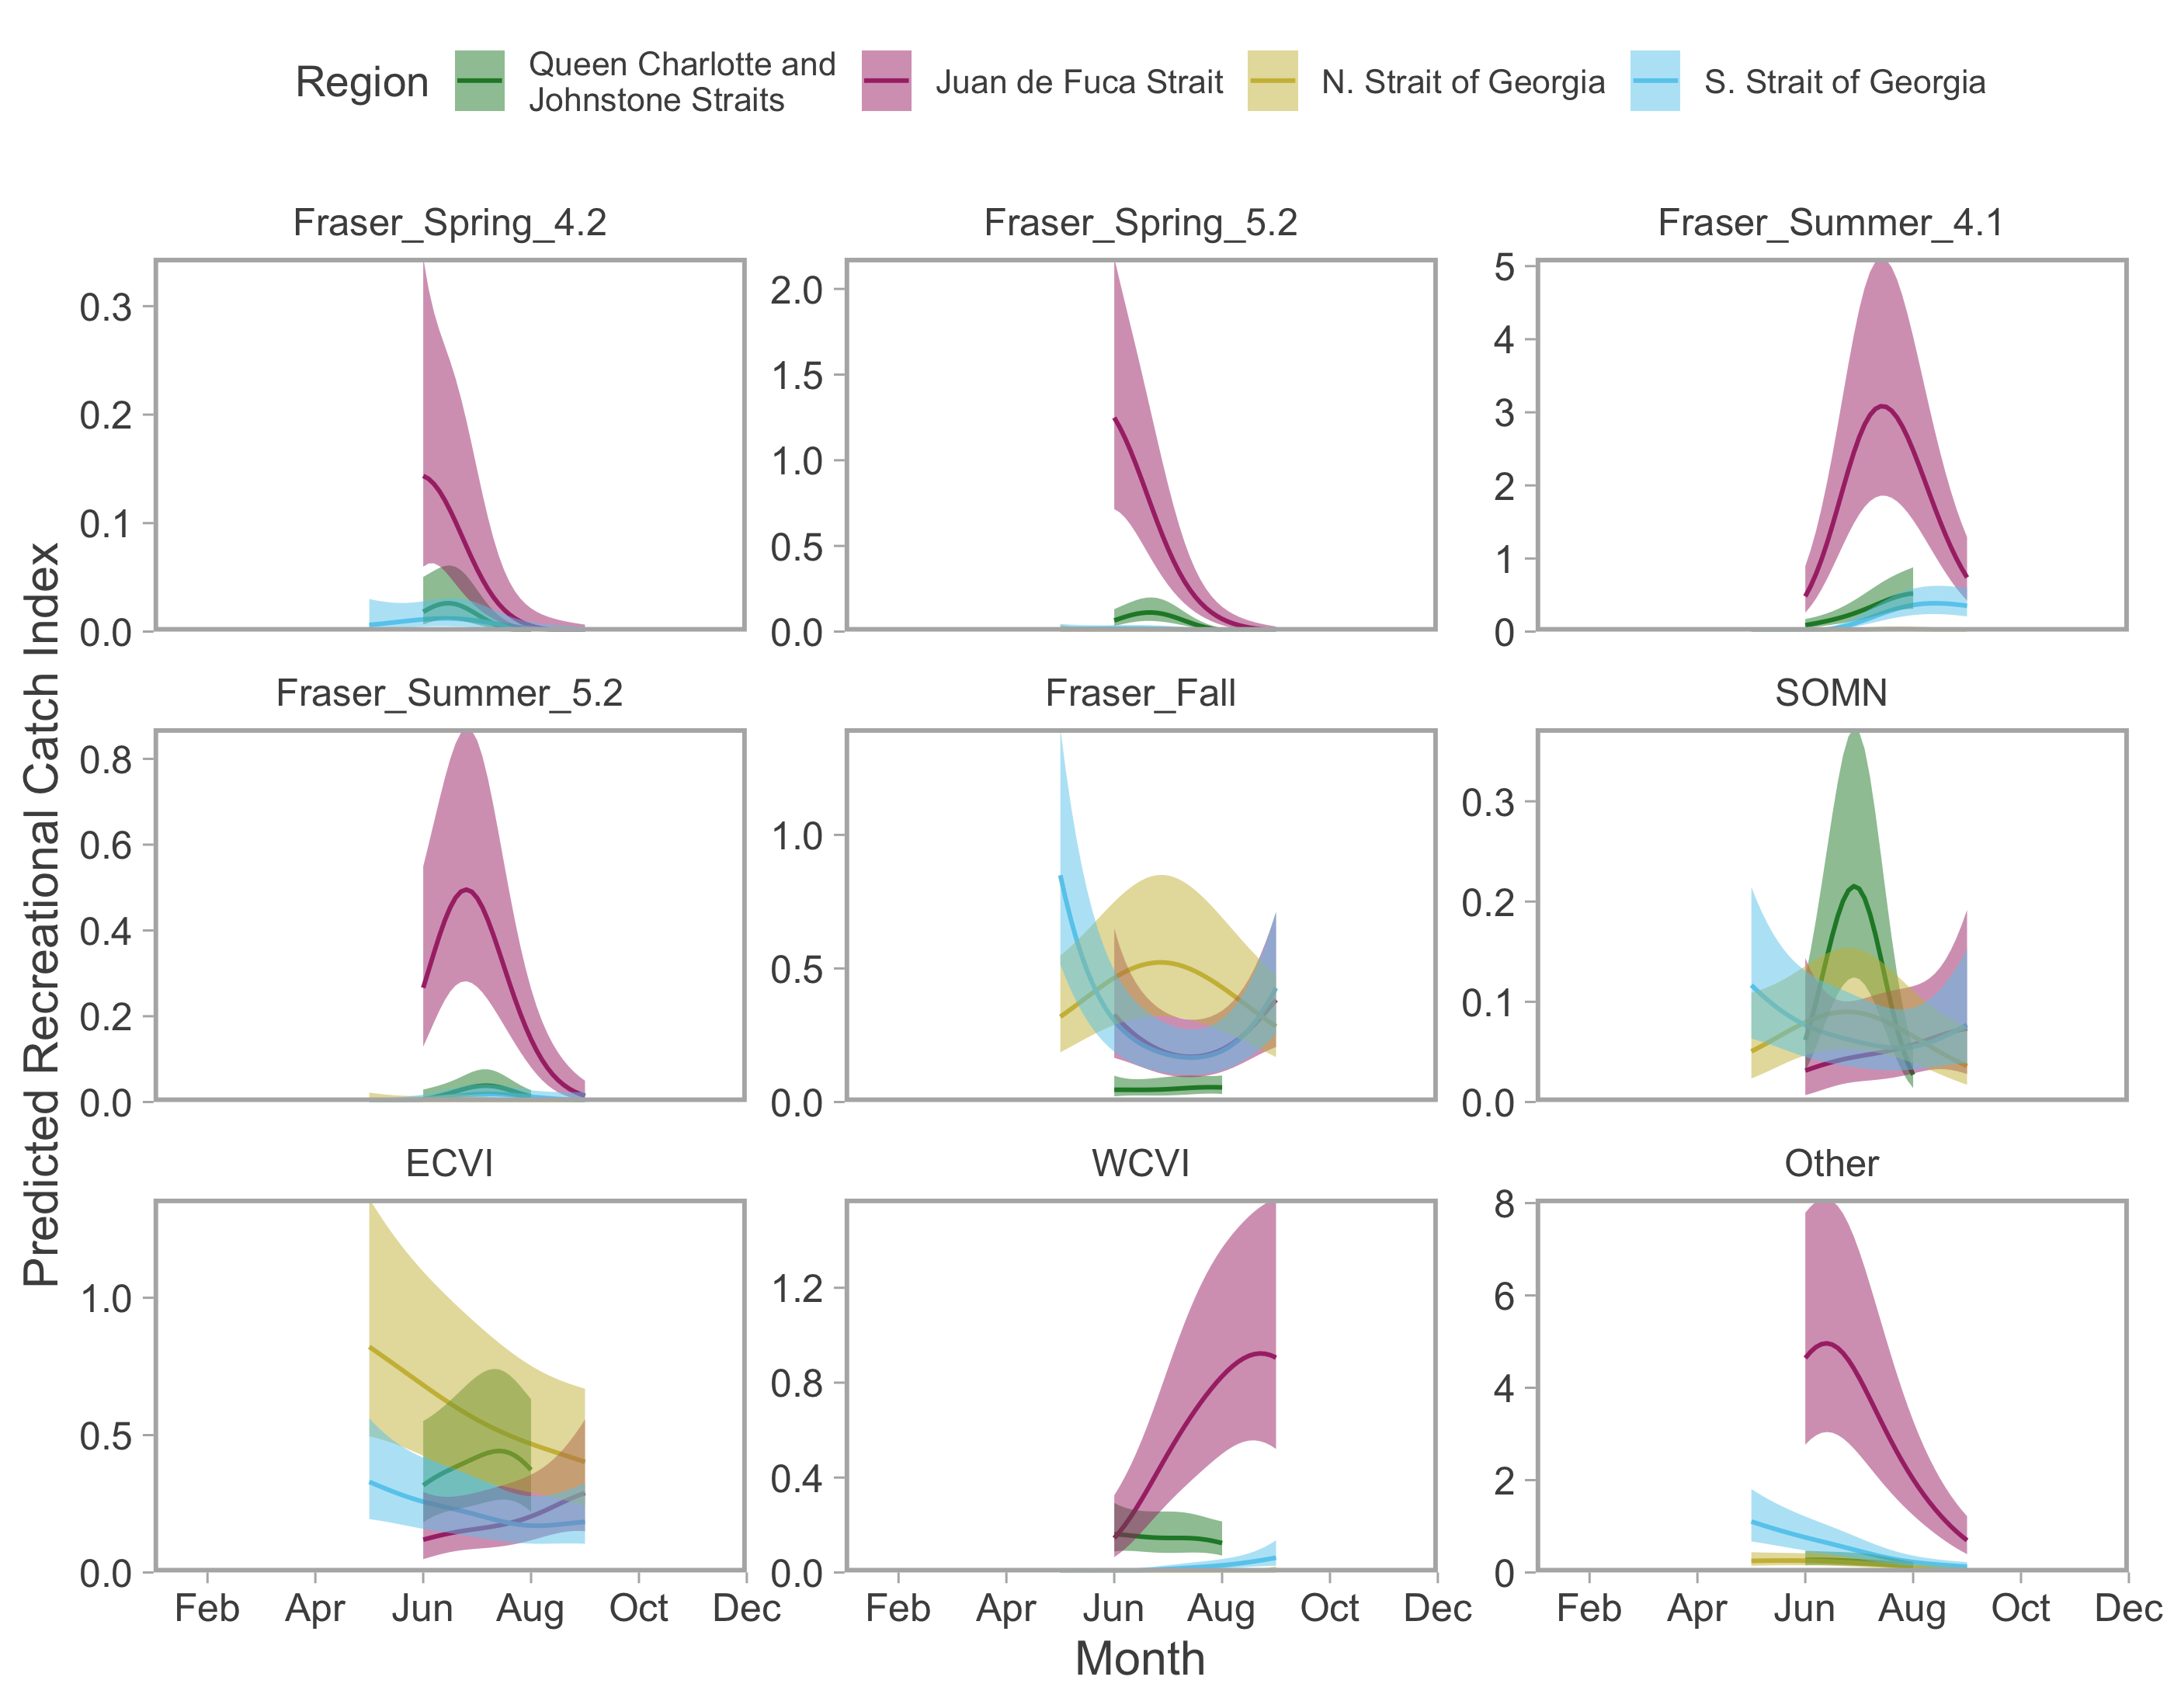 Region
Queen Charlotte and
Johnstone Straits
Juan de Fuca Strait
N. Strait of Georgia
S. Strait of Georgia
Predicted Recreational Catch Index
Fraser_Spring_4.2
0.3
0.2
0.1
0.0
Fraser_Spring_5.2
2.0
1.5
1.0
0.5
0.0
Fraser_Summer_4.1
5
4
3
2
1
0
Fraser_Summer_5.2
0.8
0.6
0.4
0.2
0.0
Fraser_Fall
1.0
0.5
0.0
SOMN
0.3
0.2
0.1
0.0
ECVI
1.0
0.5
0.0
WCVI
1.2
0.8
0.4
0.0
Other
8
6
4
2
0
Feb Apr Jun Aug Oct Dec
Feb Apr Jun Aug Oct Dec
Feb Apr Jun Aug Oct Dec
Month